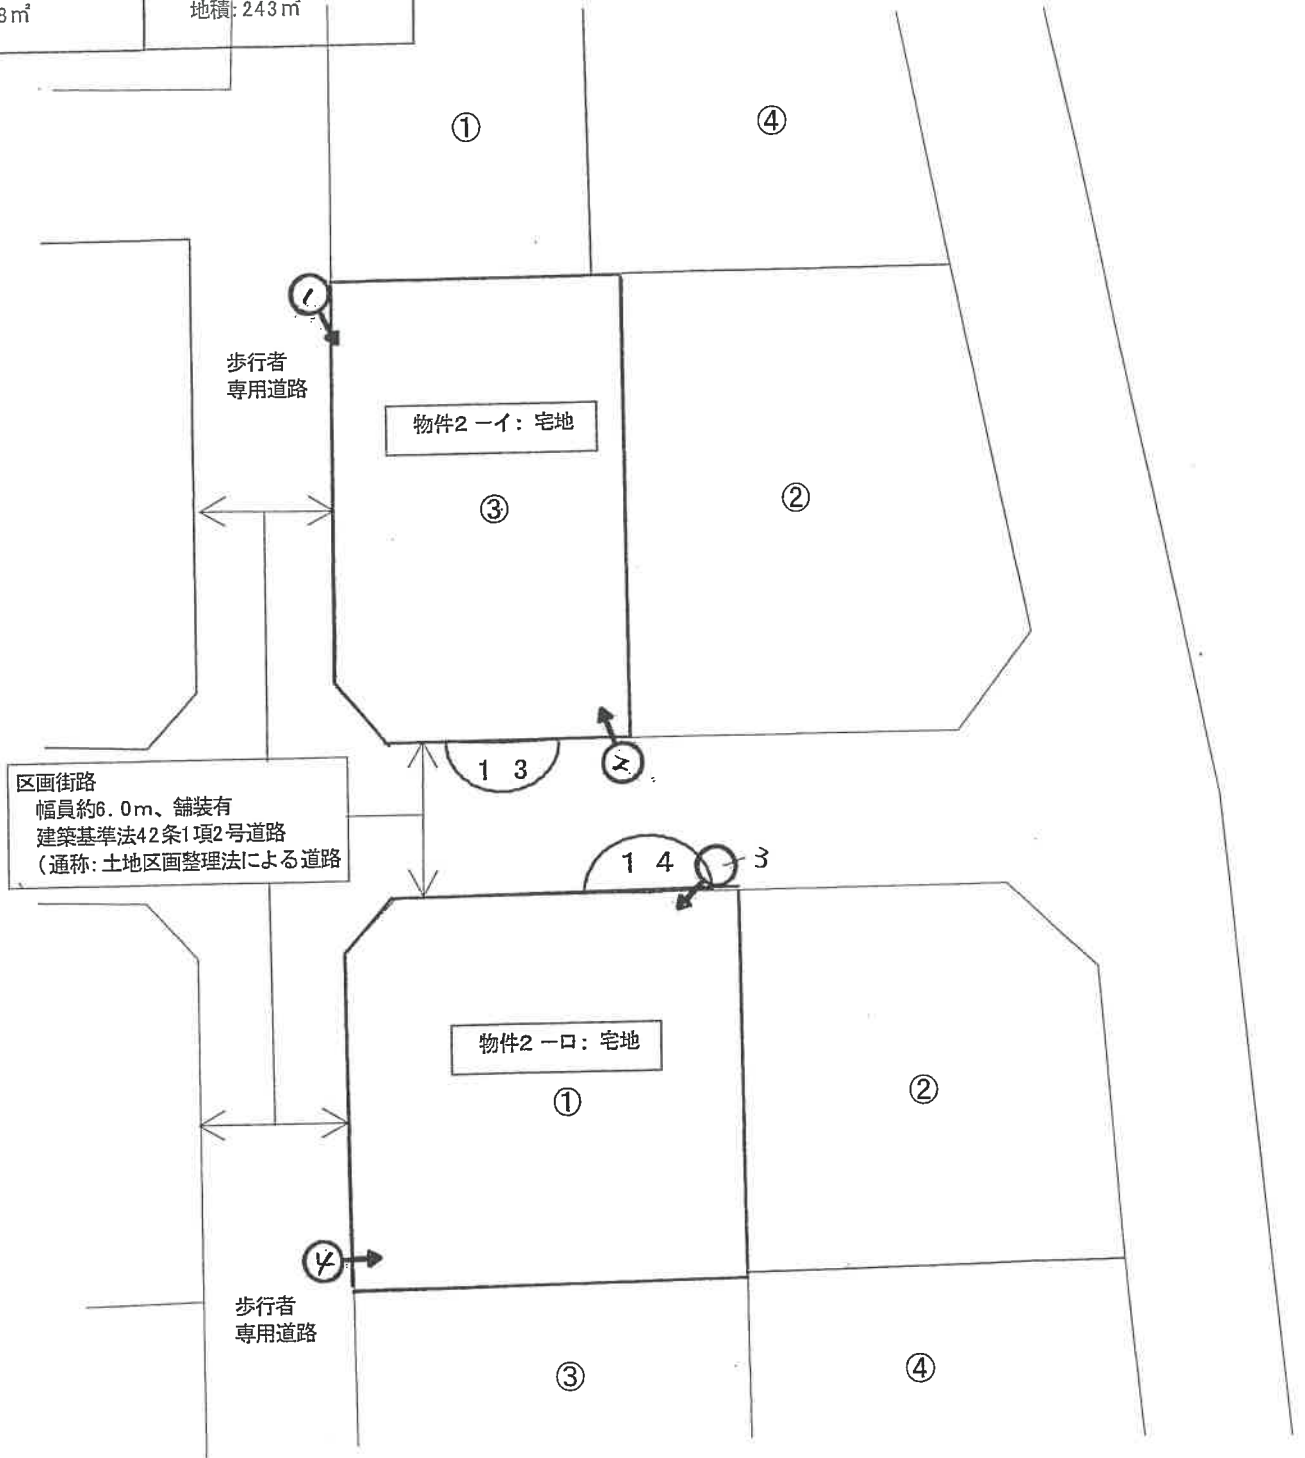 8㎡
地積:243㎡
①
④
1
歩行者
専用道路
物件2－イ：宅地
③
②
13
2
区画街路
幅員約6.0m、舗装有
建築基準法42条1項2号道路
（通称：土地区画整理法による道路
14
3
物件2－ロ：宅地
①
②
4
歩行者
専用道路
③
④